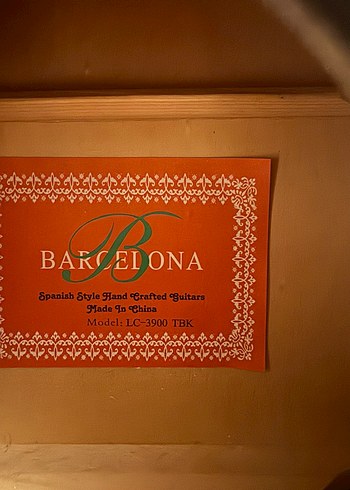 B
BARCELONA
Spanish Style Hand Crafted Guitars
Made In China
Model: LC-3900 TBK